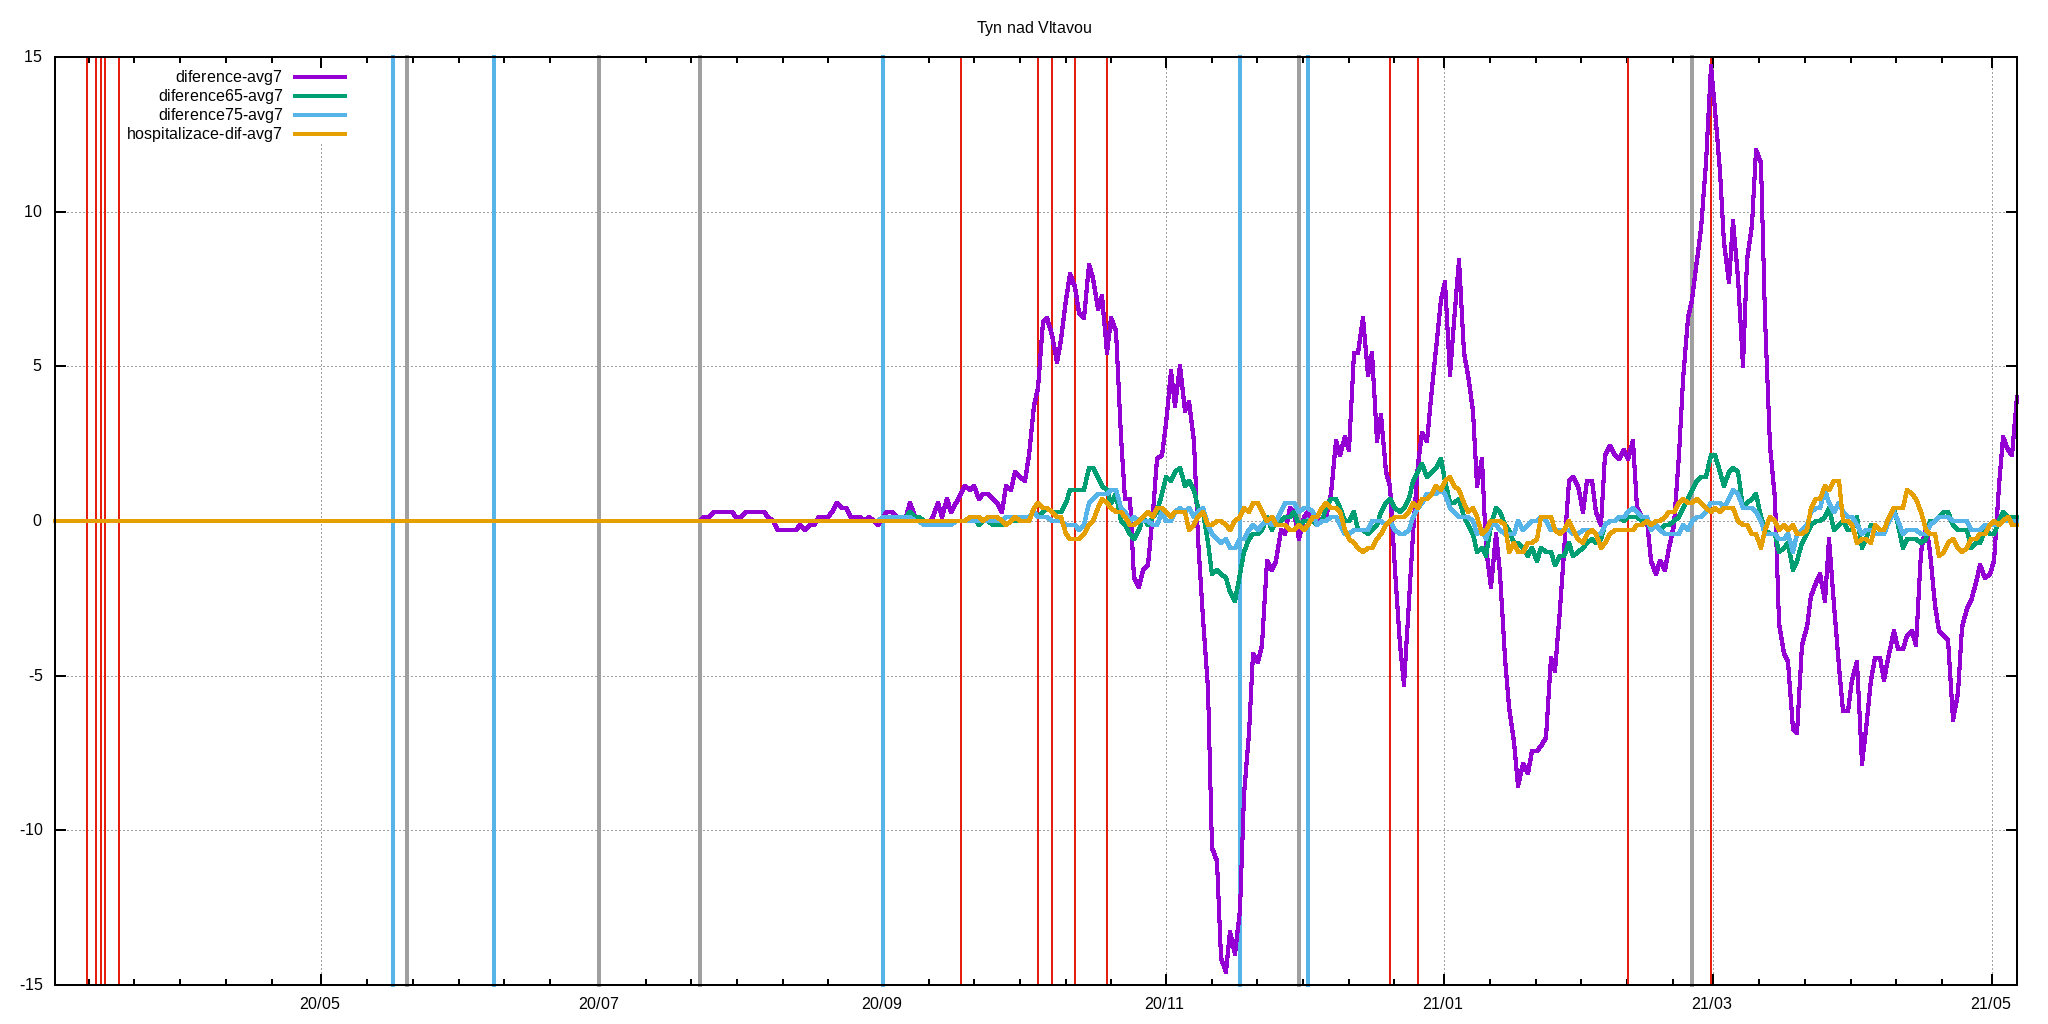 Tyn nad Vltavou
15
diference-avg7
diference65-avg7
diference75-avg7
hospitalizace-dif-avg7
10
5
0
-5
-10
-15
20/05 20/07 20/09 20/11 21/01 21/03 21/05